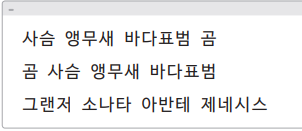 사슴 앵무새 바다표범 곰
곰 사슴 앵무새 바다표범
그랜저 소나타 아반테 제네시스